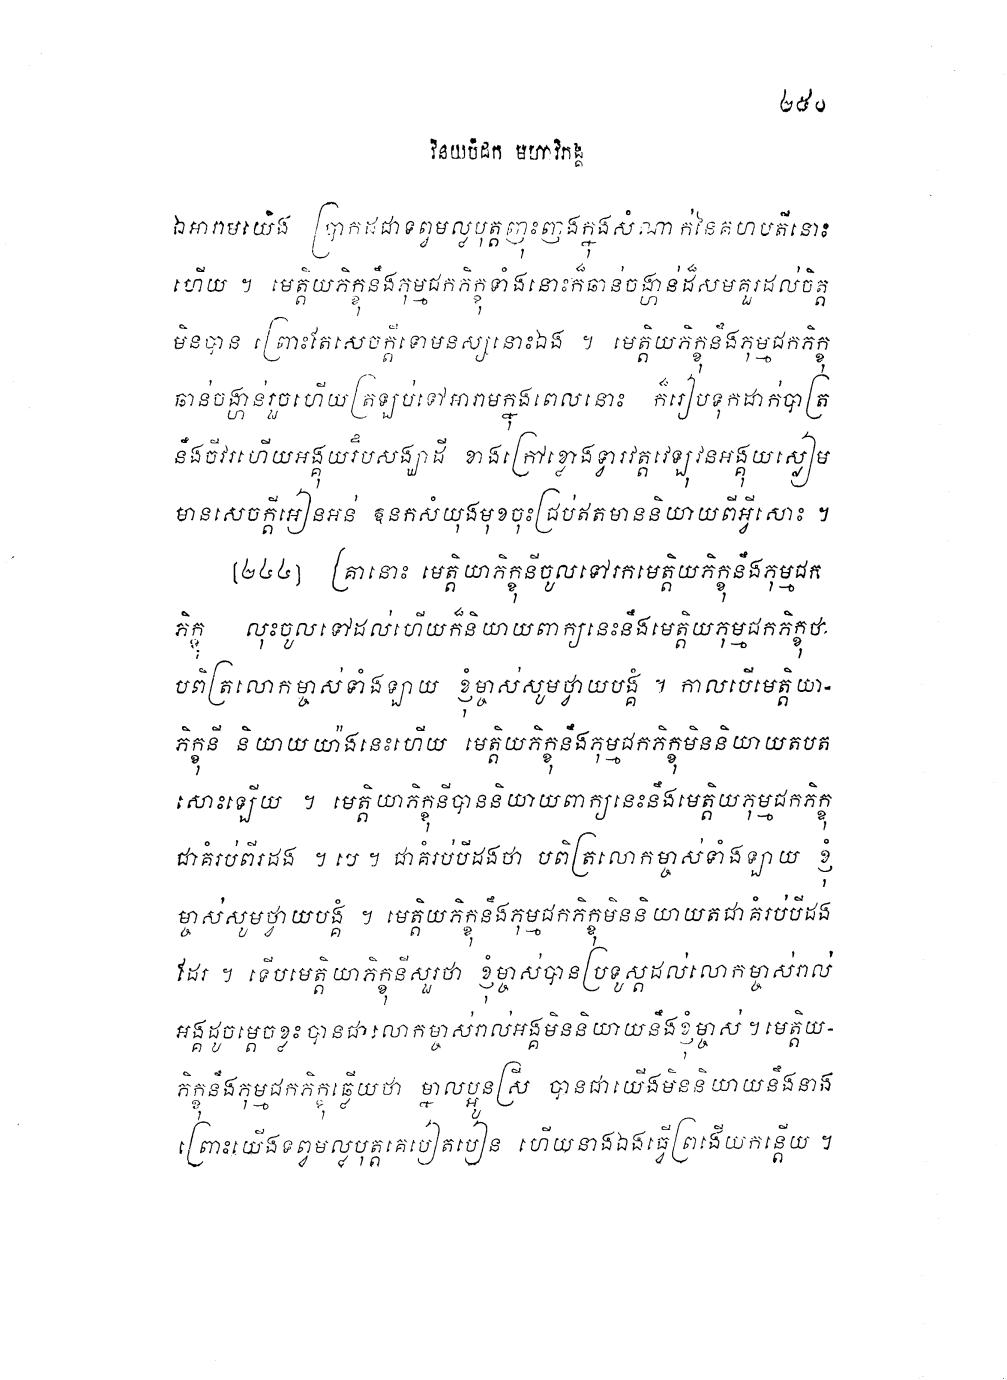 ២៥០
វិនយបិដក មហាវិភង្គ
ឯអារាមយើង ប្រាកដជាទព្វមល្លបុត្តញុះញង់ក្នុងសំណាក់នៃគហបតីនោះ
ហើយ ។ មេត្តិយភិក្ខុនឹងភុម្មជកភិក្ខុទាំងនោះក៏ឆាន់ចង្ហាន់ដ៏សមគួរដល់ចិត្ត
មិនបាន ព្រោះតែសេចក្តីទោមនស្សនោះឯង ។ មេត្តិយភិក្ខុនឹងភុម្មជកភិក្ខុ
ឆាន់ចង្ហាន់រួចហើយត្រឡប់ទៅអារាមក្នុងពេលនោះ ក៏រៀបទុកដាក់បាត្រ
នឹងចីវរហើយអង្គុយរឹបសង្ឃាដី ខាងក្រៅខ្លោងទ្វារវត្តវេឡុវនអង្គុយស្ងៀម
មានសេចក្តីអៀនអន់ ឱនកសំយុងមុខចុះជ្រប់ឥតមាននិយាយពីអ្វីសោះ ។
[២៤៤] គ្រានោះ មេត្តិយាភិក្ខុនីចូលទៅរកមេត្តិយភិក្ខុនឹងភុម្មជក
ភិក្ខុ លុះចូលទៅដល់ហើយក៏និយាយពាក្យនេះនឹងមេត្តិយភុម្មជកភិក្ខុថា
បពិត្រលោកម្ចាស់ទាំងឡាយ ខ្ញុំម្ចាស់សូមថ្វាយបង្គំ ។ កាលបើមេត្តិយា-
ភិក្ខុនី និយាយយ៉ាងនេះហើយ មេត្តិយភិក្ខុនឹងភុម្មជកភិក្ខុមិននិយាយតបត
សោះឡើយ ។ មេត្តិយាភិក្ខុនីបាននិយាយពាក្យនេះនឹងមេត្តិយភុម្មជកភិក្ខុ
ជាគំរប់ពីរដង ។ បេ ។ ជាគំរប់បីដងថា បពិត្រលោកម្ចាស់ទាំងឡាយ ខ្ញុំ
ម្ចាស់សូមថ្វាយបង្គំ ។ មេត្តិយភិក្ខុនឹងភុម្មជកភិក្ខុមិននិយាយតជាគំរប់បីដង
ដែរ ។ ទើបមេត្តិយាភិក្ខុនីសួរថា ខ្ញុំម្ចាស់បានប្រទូស្តដល់លោកម្ចាស់រាល់
អង្គដូចម្តេចខ្លះបានជាលោកម្ចាស់រាល់អង្គមិននិយាយនឹងខ្ញុំម្ចាស់ ។ មេត្តិយ-
ភិក្ខុនឹងភុម្មជកភិក្ខុឆ្លើយថា ម្នាលប្អូនស្រី បានជាយើងមិននិយាយនឹងនាង
ព្រោះយើងទព្វមល្លបុត្តគេបៀតបៀន ហើយនាងឯងធ្វើព្រងើយកន្តើយ ។